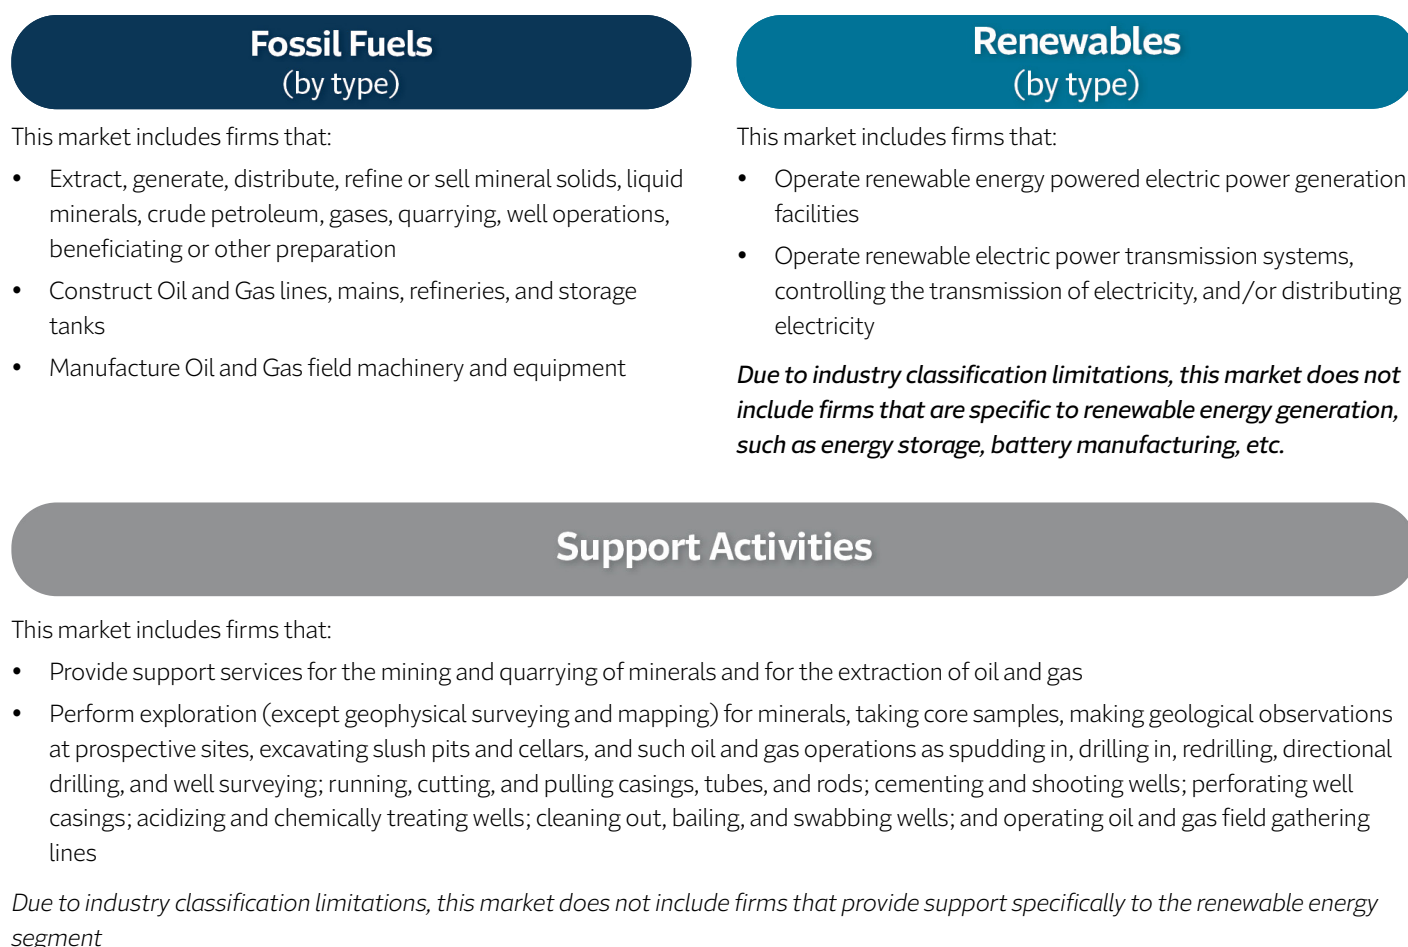 Fossil Fuels
(by type)
This market includes firms that:
• Extract, generate, distribute, refine or sell mineral solids, liquid
minerals, crude petroleum, gases, quarrying, well operations,
beneficiating or other preparation
• Construct Oil and Gas lines, mains, refineries, and storage
tanks
• Manufacture Oil and Gas field machinery and equipment
Renewables
(by type)
This market includes firms that:
• Operate renewable energy powered electric power generation
facilities
• Operate renewable electric power transmission systems,
controlling the transmission of electricity, and/or distributing
electricity
Due to industry classification limitations, this market does not
include firms that are specific to renewable energy generation,
such as energy storage, battery manufacturing, etc.
Support Activities
This market includes firms that:
• Provide support services for the mining and quarrying of minerals and for the extraction of oil and gas
• Perform exploration (except geophysical surveying and mapping) for minerals, taking core samples, making geological observations
at prospective sites, excavating slush pits and cellars, and such oil and gas operations as spudding in, drilling in, redrilling, directional
drilling, and well surveying; running, cutting, and pulling casings, tubes, and rods; cementing and shooting wells; perforating well
casings; acidizing and chemically treating wells; cleaning out, bailing, and swabbing wells; and operating oil and gas field gathering
lines
Due to industry classification limitations, this market does not include firms that provide support specifically to the renewable energy
segment